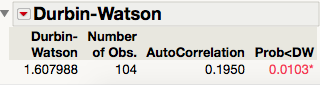 Durbin-Watson
Durbin- Number
Watson of Obs. AutoCorrelation Prob<DW
1.607988 104 0.1950 0.0103*